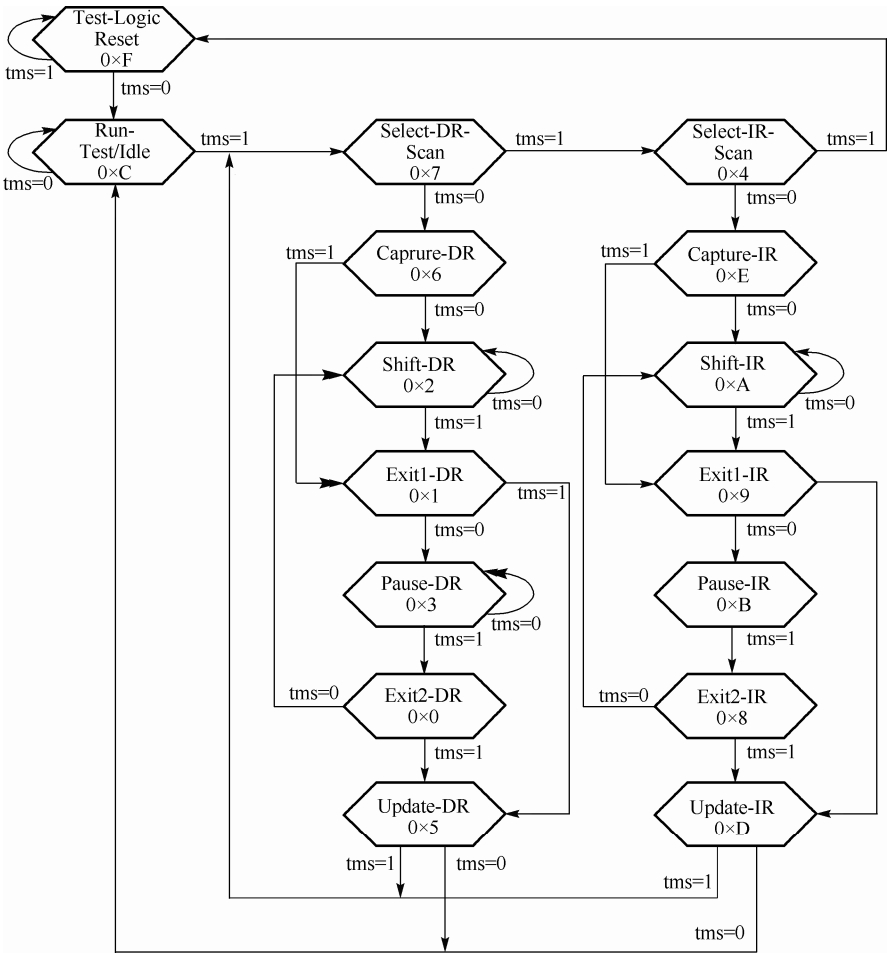 Test-Logic
Reset
0×F
tms=1
tms=0
Run-
Test/Idle
0×C
tms=0
tms=1
Select-DR-
Scan
0×7
tms=1
tms=0
Select-IR-
Scan
0×4
tms=1
tms=0
tms=1
Caprure-DR
0×6
tms=0
tms=1
Capture-IR
0×E
tms=0
Shift-DR
0×2
tms=0
tms=1
Shift-IR
0×A
tms=0
tms=1
Exit1-DR
0×1
tms=1
tms=0
Exit1-IR
0×9
tms=0
Pause-DR
0×3
tms=0
tms=1
Pause-IR
0×B
tms=1
tms=0
Exit2-DR
0×0
tms=1
tms=0
Exit2-IR
0×8
tms=1
Update-DR
0×5
tms=1
tms=0
Update-IR
0×D
tms=1
tms=0